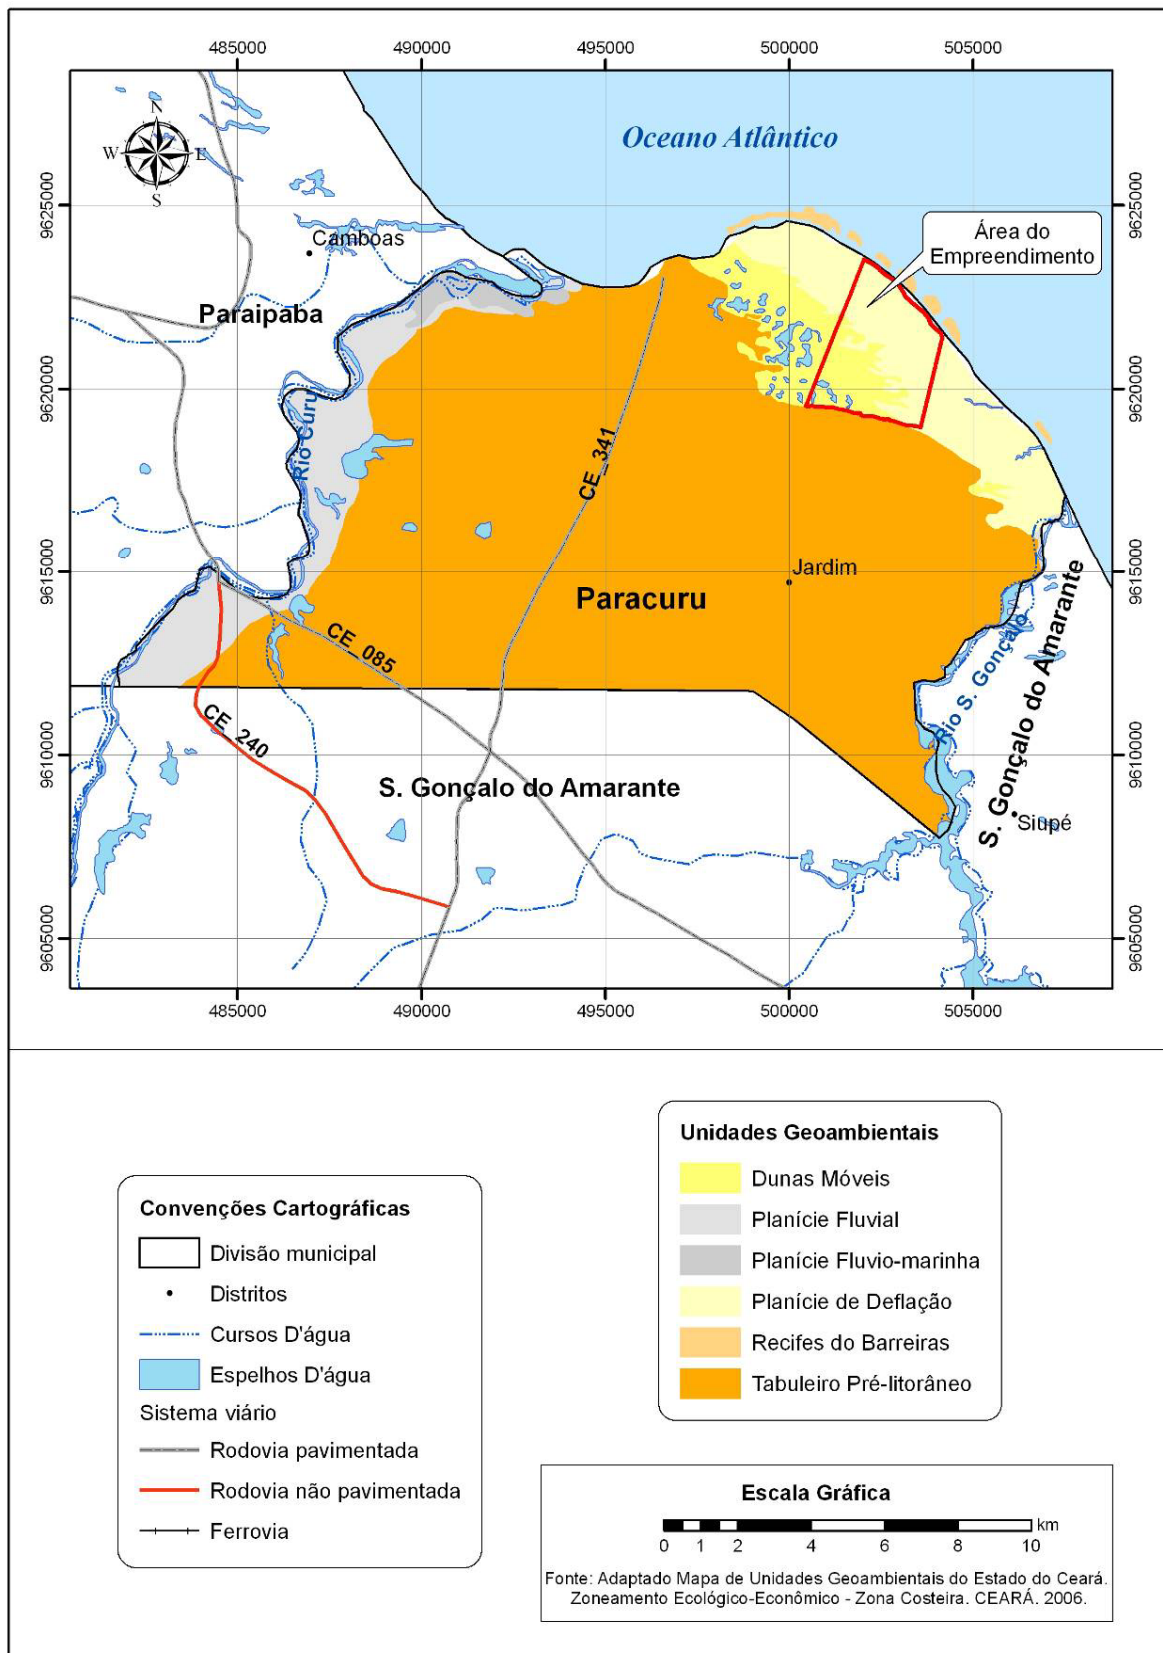 485000
490000
495000
500000
505000
N
W
E
S
Oceano Atlântico
9625000
9625000
Área do
Empreendimento
Camboas
Paraipaba
9620000
9620000
Rio Curu
CE_341
9615000
9615000
Jardim
Paracuru
CE_085
Rio S. Gonçalo
S. Gonçalo do Amarante
CE_240
9610000
9610000
S. Gonçalo do Amarante
Siupé
9605000
9605000
485000
490000
495000
500000
505000
Unidades Geoambientais
Dunas Móveis
Planície Fluvial
Planície Fluvio-marinha
Planície de Deflação
Recifes do Barreiras
Tabuleiro Pré-litorâneo
Convenções Cartográficas
Divisão municipal
Distritos
Cursos D'água
Espelhos D'água
Sistema viário
Rodovia pavimentada
Rodovia não pavimentada
Ferrovia
Escala Gráfica
km
0 1 2 4 6 8 10
Fonte: Adaptado Mapa de Unidades Geoambientais do Estado do Ceará.
Zoneamento Ecológico-Econômico - Zona Costeira. CEARÁ. 2006.